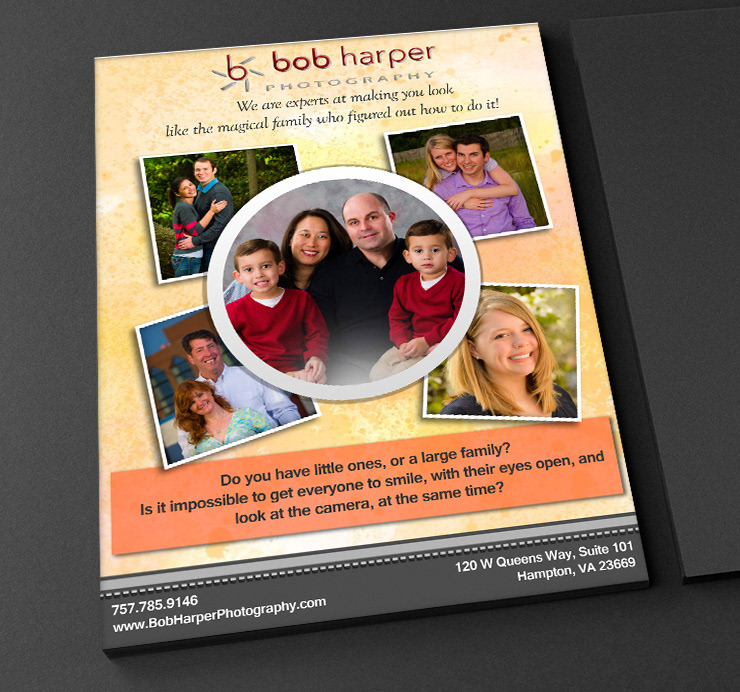 b bob harper
PHOTOGRAPHY
We are experts at making you look
like the magical family who figured out how to do it!
Do you have little ones, or a large family?
Is it impossible to get everyone to smile, with their eyes open, and
look at the camera, at the same time?
757.785.9146
www.BobHarperPhotography.com
120 W Queens Way, Suite 101
Hampton, VA 23669